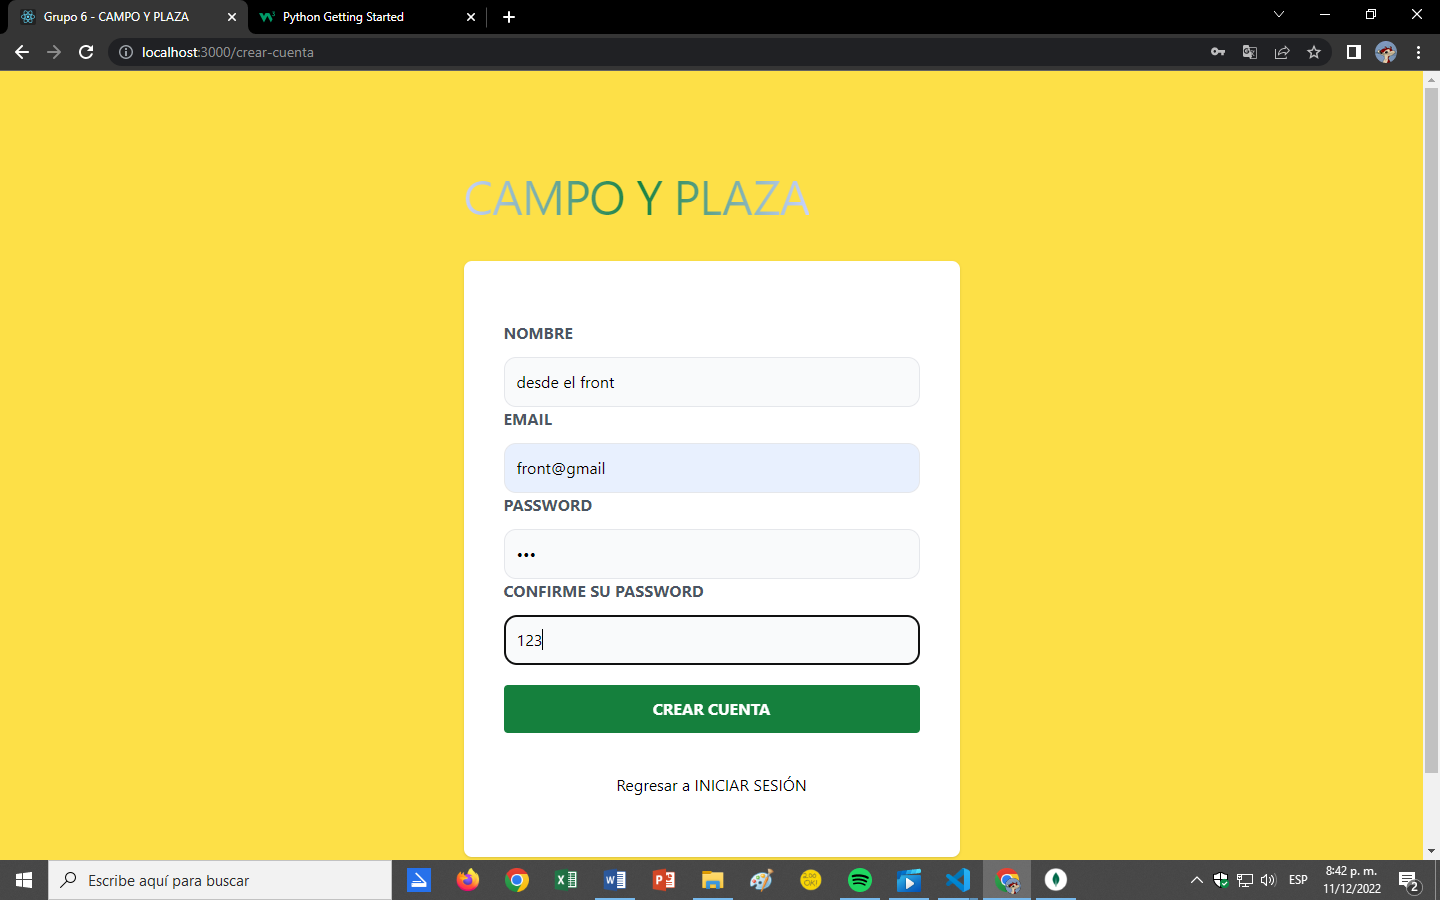 Grupo 6 - CAMPO Y PLAZA
Python Getting Started
localhost:3000/crear-cuenta
CAMPO Y PLAZA
NOMBRE
desde el front
EMAIL
front@gmail
PASSWORD
•••
CONFIRME SU PASSWORD
123
CREAR CUENTA
Regresar a INICIAR SESIÓN
Escribe aquí para buscar
ESP
8:42 p. m.
11/12/2022
2